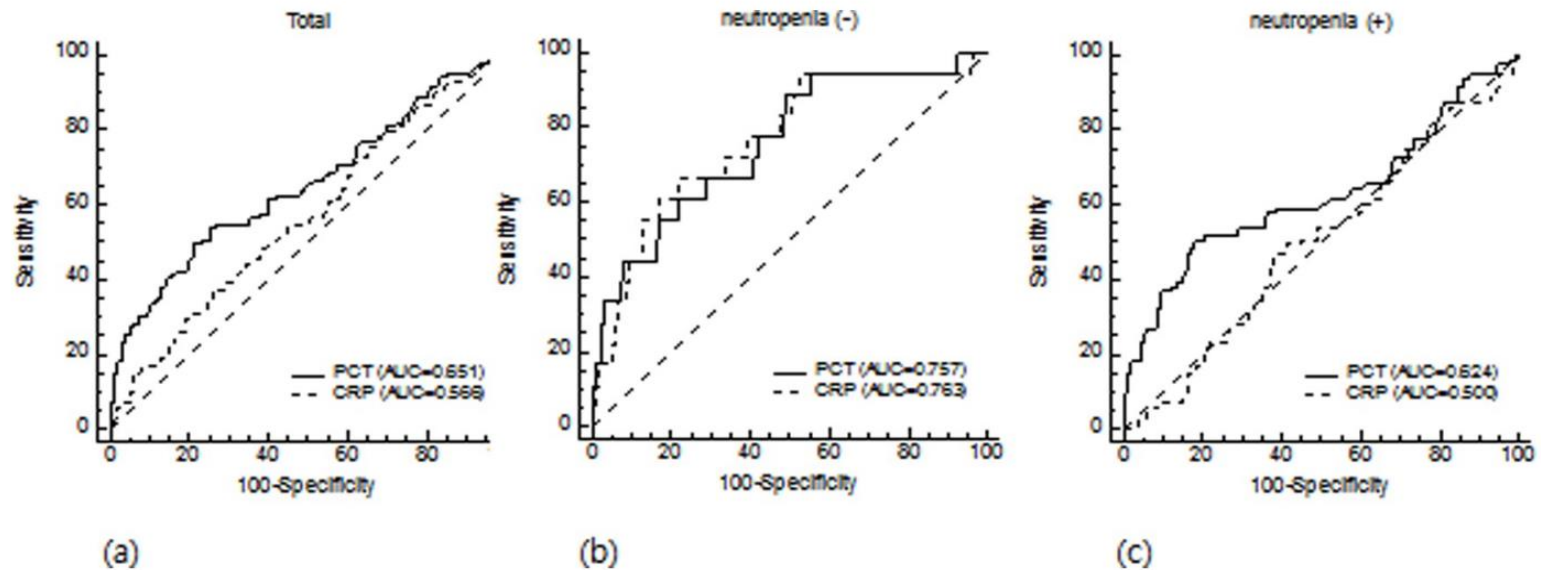 Total
100
80
60
40
20
0
Sensitivity
PCT (AUC=0.651)
CRP (AUC=0.566)
0 20 40 60 80
100-Specificity
(a)
neutropenia (-)
100
80
60
40
20
0
Sensitivity
PCT (AUC=0.757)
CRP (AUC=0.763)
0 20 40 60 80 100
100-Specificity
(b)
neutropenia (+)
100
80
60
40
20
0
Sensitivity
PCT (AUC=0.624)
CRP (AUC=0.500)
0 20 40 60 80 100
100-Specificity
(c)